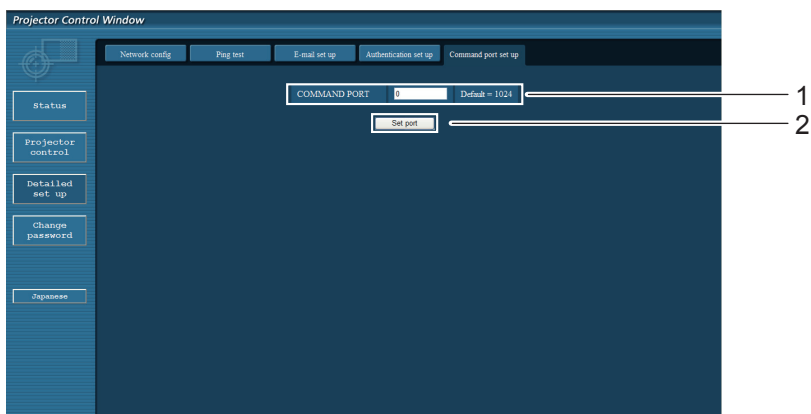 Projector Control Window
Network config
Ping test
E-mail set up
Authentication set up
Command port set up
COMMAND PORT
0
Default = 1024
1
Set port
2
Status
Projector
control
Detailed
set up
Change
password
Japanese